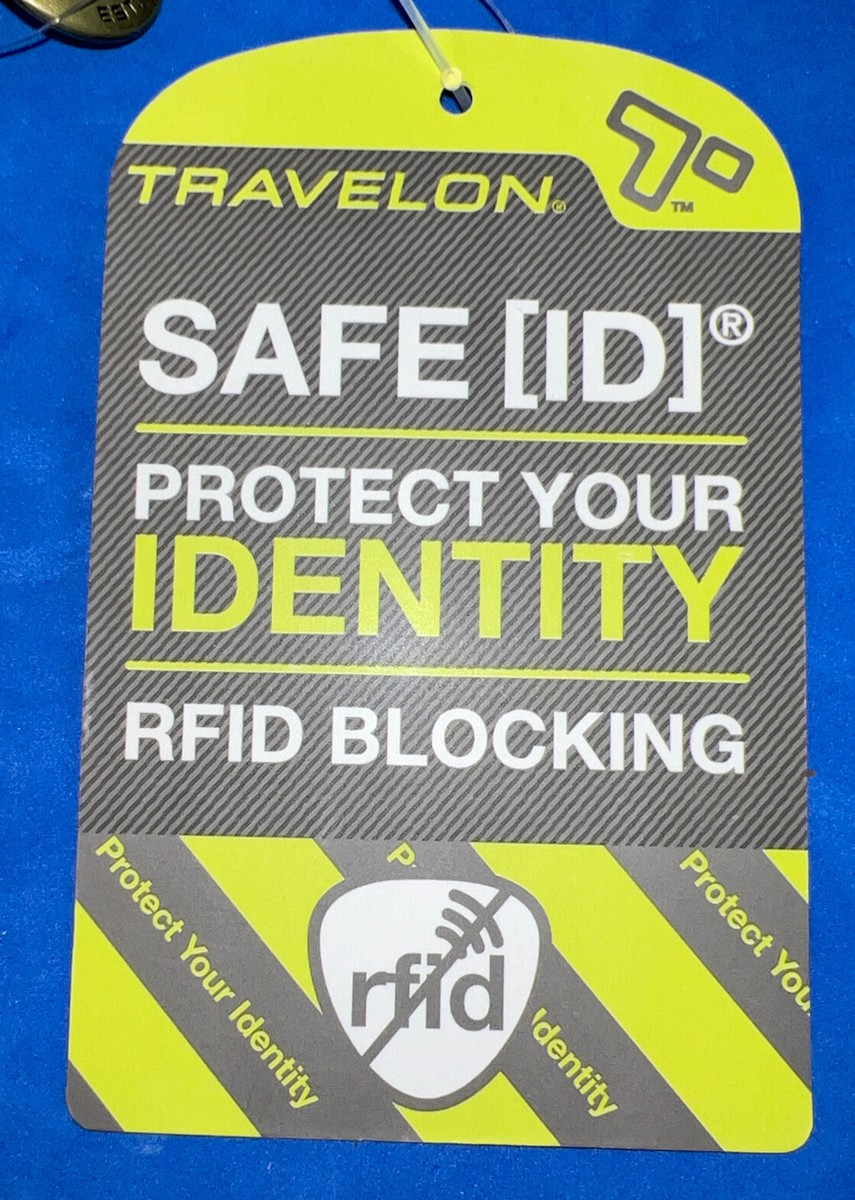 TRAVELON®
TM
SAFE [ID]®
PROTECT YOUR
IDENTITY
RFID BLOCKING
Protect Your Identity
P
Identity
Protect You
rfid